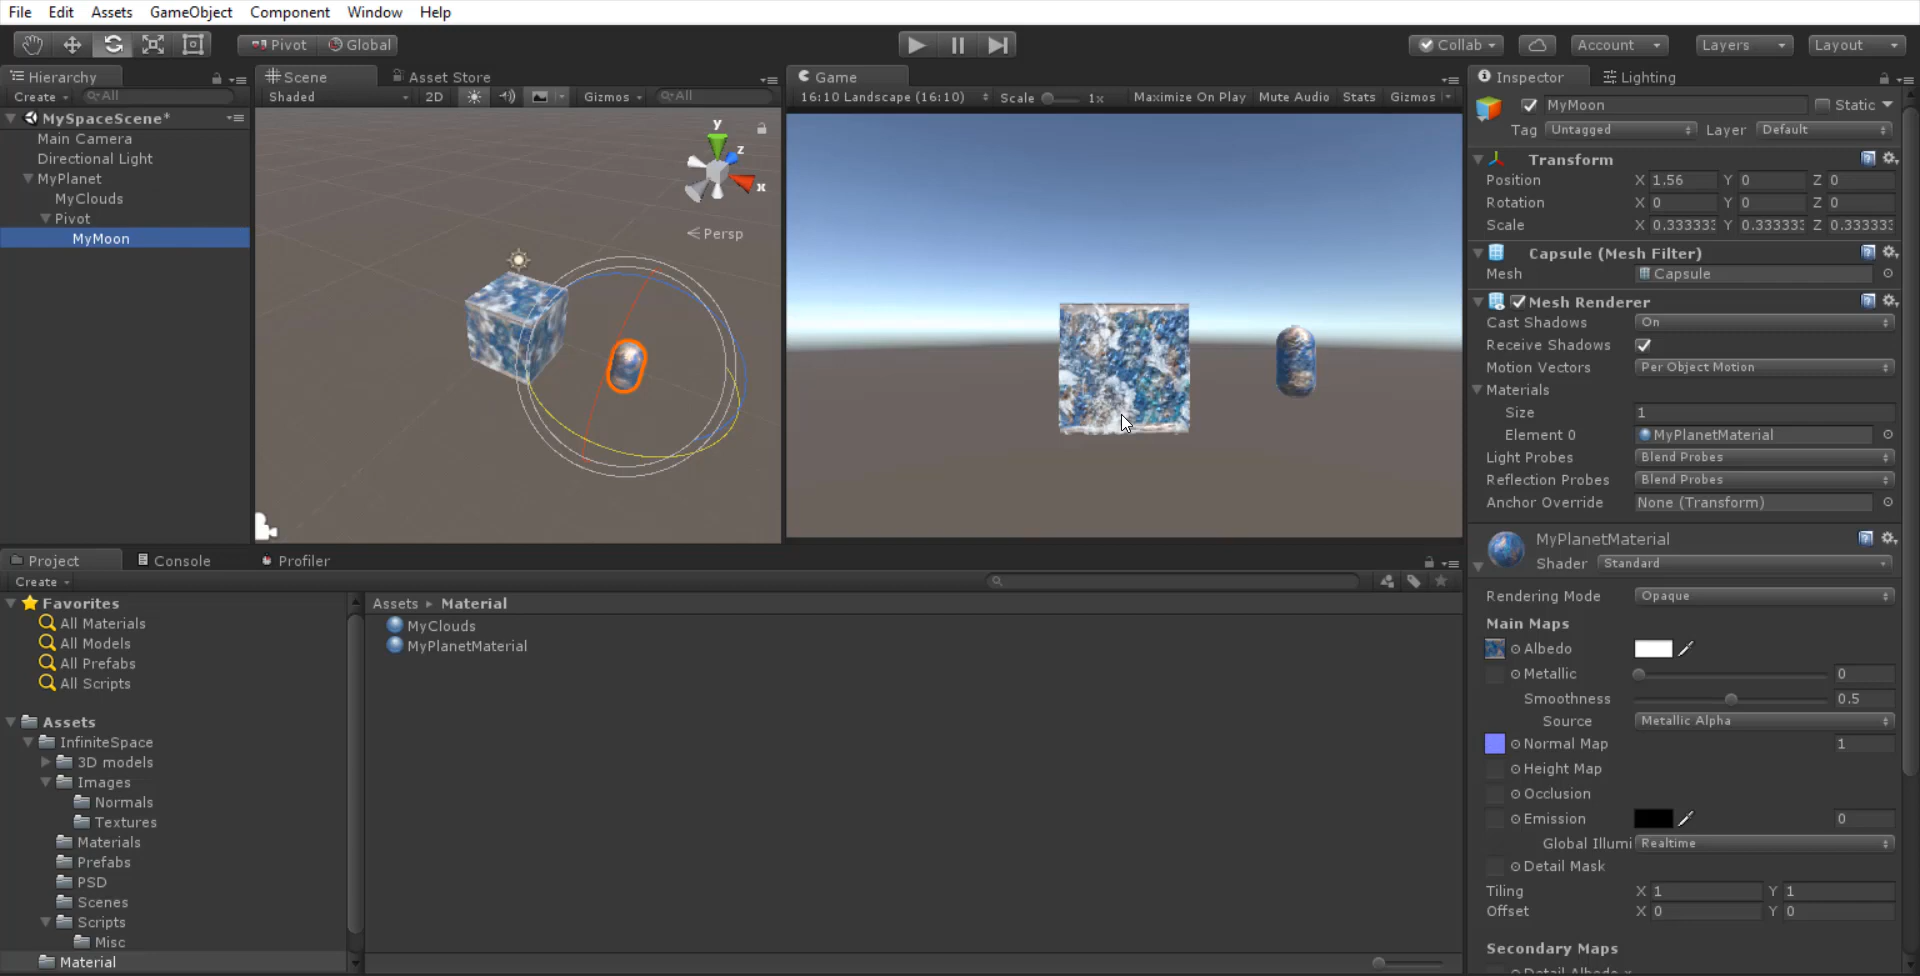 File Edit Assets GameObject Component Window Help
Pivot Global Collab Account Layers Layout
Hierarchy
Create All
MySpaceScene*
Main Camera
Directional Light
MyPlanet
MyClouds
Pivot
MyMoon
Scene Asset Store
Shaded 2D Gizmos All
y
z
x
Persp
Game
16:10 Landscape (16:10) Scale 1x Maximize On Play Mute Audio Stats Gizmos
Inspector Lighting
MyMoon Static
Tag Untagged Layer Default
Transform
Position X 1.56 Y 0 Z 0
Rotation X 0 Y 0 Z 0
Scale X 0.333333 Y 0.333333 Z 0.333333
Capsule (Mesh Filter)
Mesh Capsule
Mesh Renderer
Cast Shadows On
Receive Shadows
Motion Vectors Per Object Motion
Materials
Size 1
Element 0 MyPlanetMaterial
Light Probes Blend Probes
Reflection Probes Blend Probes
Anchor Override None (Transform)
MyPlanetMaterial
Shader Standard
Rendering Mode Opaque
Main Maps
Albedo
Metallic 0
Smoothness 0.5
Source Metallic Alpha
Normal Map 1
Height Map
Occlusion
Emission 0
Global Illumi Realtime
Detail Mask
Tiling X 1 Y 1
Offset X 0 Y 0
Secondary Maps
Project Console Profiler
Create
Favorites
All Materials
All Models
All Prefabs
All Scripts
Assets
InfiniteSpace
3D models
Images
Normals
Textures
Materials
Prefabs
PSD
Scenes
Scripts
Misc
Material
Assets Material
MyClouds
MyPlanetMaterial